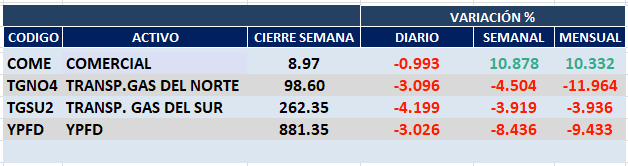 VARIACIÓN %
CODIGO ACTIVO CIERRE SEMANA DIARIO SEMANAL MENSUAL
COME COMERCIAL 8.97 -0.993 10.878 10.332
TGNO4 TRANSP.GAS DEL NORTE 98.60 -3.096 -4.504 -11.964
TGSU2 TRANSP. GAS DEL SUR 262.35 -4.199 -3.919 -3.936
YPFD YPFD 881.35 -3.026 -8.436 -9.433